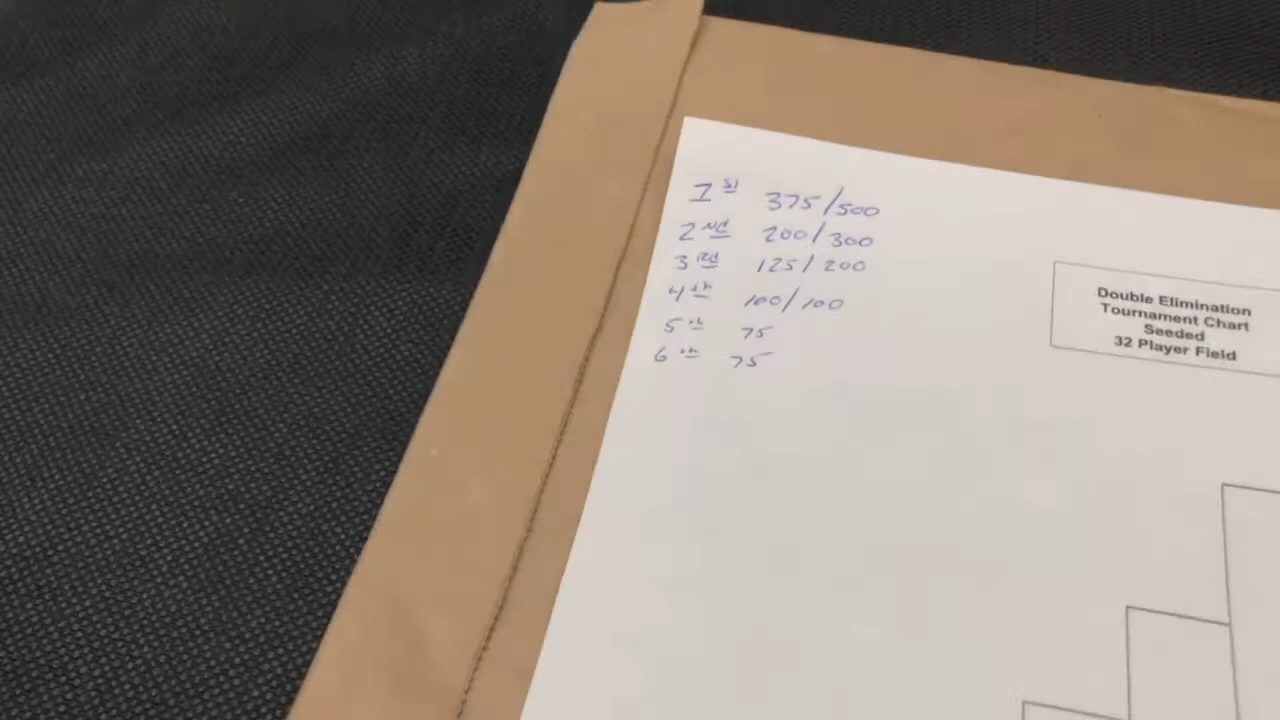 1st 375/500
2nd 200/300
3rd 125/200
4th 100/100
5th 75
6th 75
Double Elimination
Tournament Chart
Seeded
32 Player Field